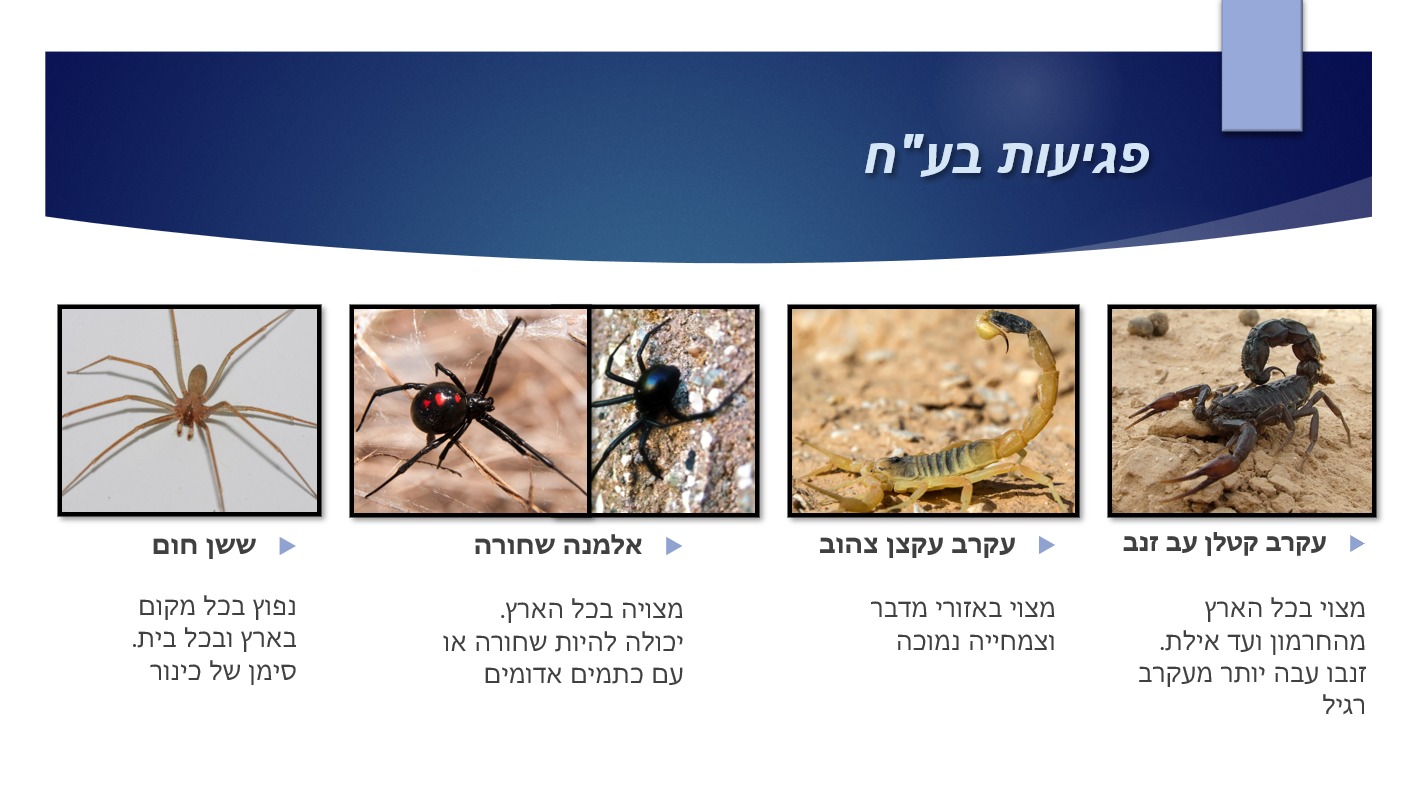 פגיעות בע"ח
עקרב קטלן עב זנב
מצוי בכל הארץ
מהחרמון ועד אילת.
זנבו עבה יותר מעקרב
רגיל
עקרב עקצן צהוב
מצוי באזורי מדבר
וצמחייה נמוכה
אלמנה שחורה
מצויה בכל הארץ.
יכולה להיות שחורה או
עם כתמים אדומים
ששן חום
נפוץ בכל מקום
בארץ ובכל בית.
סימן של כינור